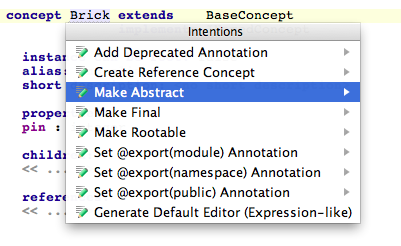 concept Brick extends BaseConcept
Intentions
instan
Add Deprecated Annotation
alias:
Create Reference Concept
short
Make Abstract
Make Final
proper
Make Rootable
pin :
Set @export(module) Annotation
childr
Set @export(namespace) Annotation
<< ...
Set @export(public) Annotation
refere
Generate Default Editor (Expression-like)
<< ...